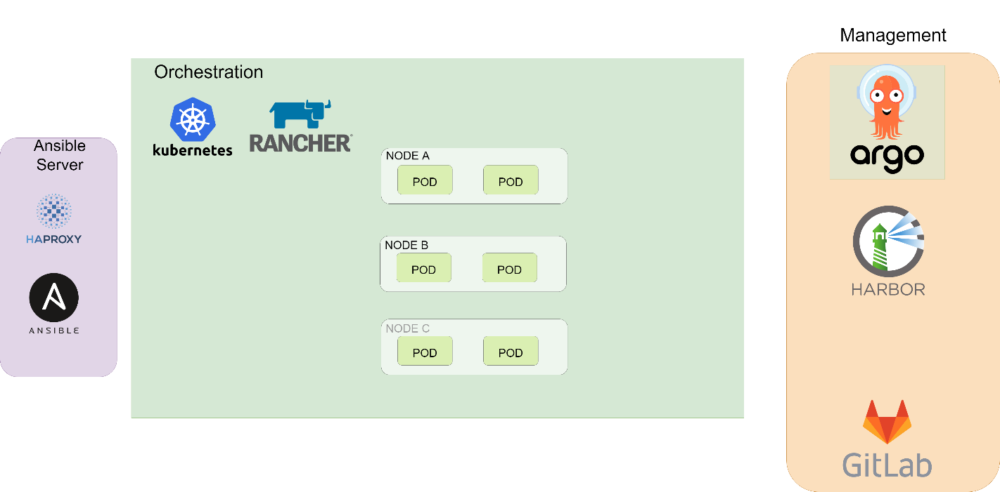 Management
Orchestration
argo
kubernetes
RANCHER
Ansible
Server
NODE A
POD POD
HAPROXY
NODE B
POD POD
HARBOR
ANSIBLE
NODE C
POD POD
GitLab